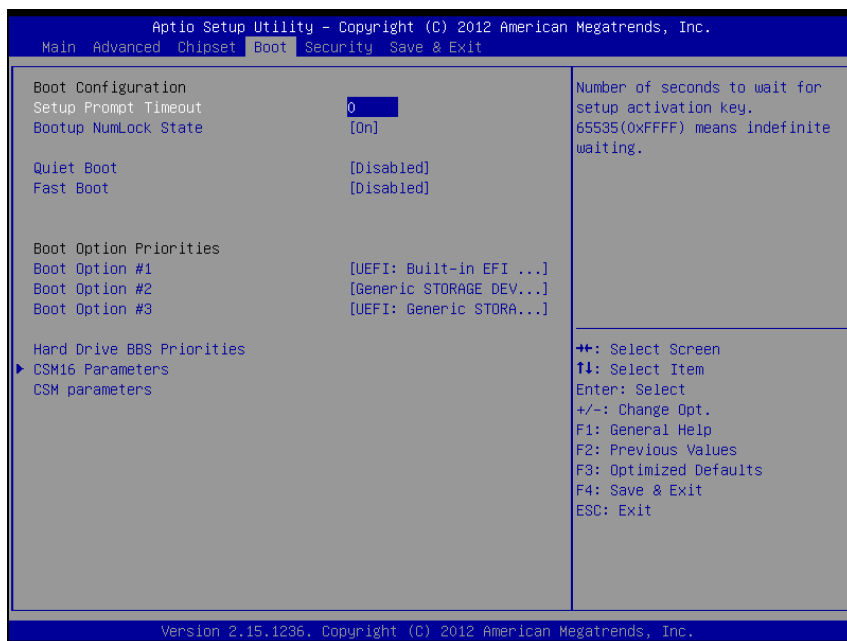 Aptio Setup Utility – Copyright (C) 2012 American Megatrends, Inc.
Main Advanced Chipset Boot Security Save & Exit
Boot Configuration
Setup Prompt Timeout 0
Bootup NumLock State [On]
Quiet Boot [Disabled]
Fast Boot [Disabled]
Boot Option Priorities
Boot Option #1 [UEFI: Built-in EFI ...]
Boot Option #2 [Generic STORAGE DEV...]
Boot Option #3 [UEFI: Generic STORA...]
Hard Drive BBS Priorities
CSM16 Parameters
CSM parameters
Number of seconds to wait for
setup activation key.
65535(0xFFFF) means indefinite
waiting.
→←: Select Screen
↑↓: Select Item
Enter: Select
+/-: Change Opt.
F1: General Help
F2: Previous Values
F3: Optimized Defaults
F4: Save & Exit
ESC: Exit
Version 2.15.1236. Copyright (C) 2012 American Megatrends, Inc.